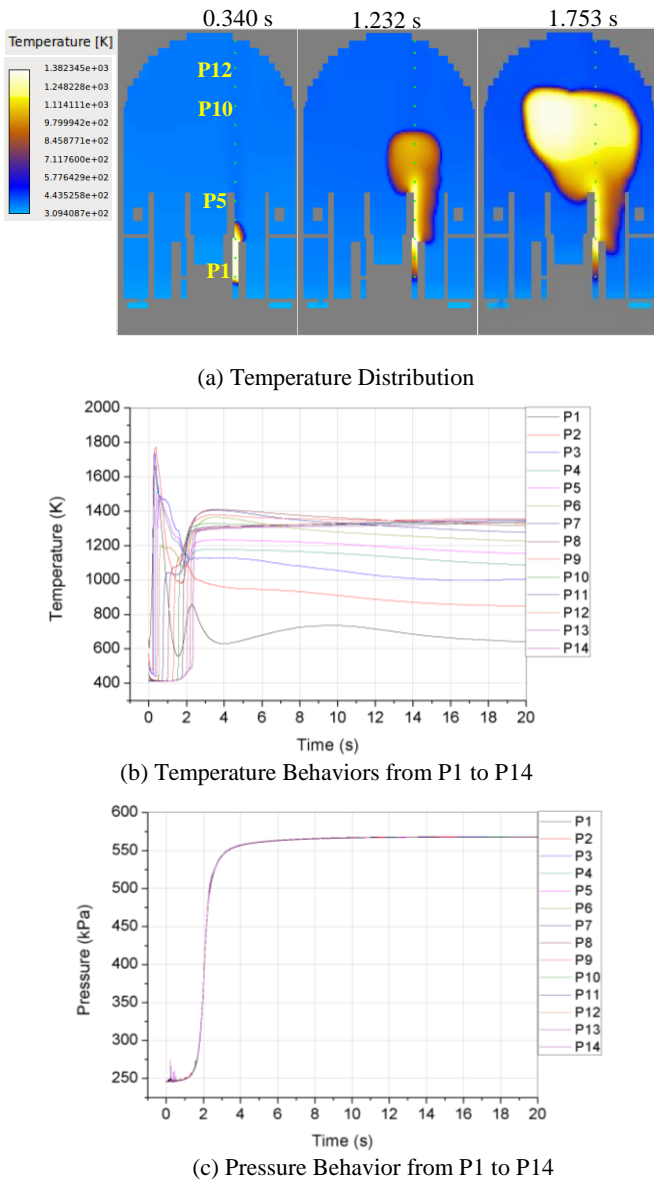 0.340 s 1.232 s 1.753 s
Temperature [K]
1.382345e+03
1.248228e+03
1.114111e+03
9.799942e+02
8.458771e+02
7.117600e+02
5.776429e+02
4.435258e+02
3.094087e+02
P12
P10
P5
P1
(a) Temperature Distribution
2000
1800
1600
1400
1200
1000
800
600
400
Temperature (K)
0 2 4 6 8 10 12 14 16 18 20
Time (s)
P1
P2
P3
P4
P5
P6
P7
P8
P9
P10
P11
P12
P13
P14
(b) Temperature Behaviors from P1 to P14
600
550
500
450
400
350
300
250
Pressure (kPa)
0 2 4 6 8 10 12 14 16 18 20
Time (s)
P1
P2
P3
P4
P5
P6
P7
P8
P9
P10
P11
P12
P13
P14
(c) Pressure Behavior from P1 to P14